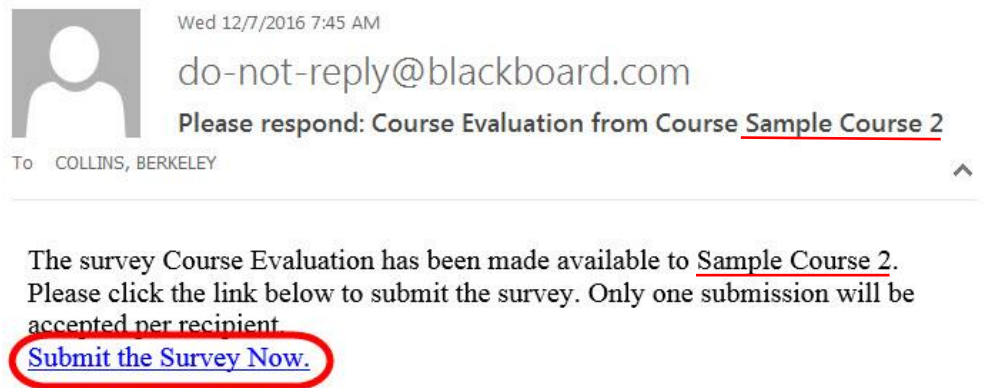 Wed 12/7/2016 7:45 AM
do-not-reply@blackboard.com
Please respond: Course Evaluation from Course Sample Course 2
To COLLINS, BERKELEY
The survey Course Evaluation has been made available to Sample Course 2.
Please click the link below to submit the survey. Only one submission will be
accepted per recipient.
Submit the Survey Now.